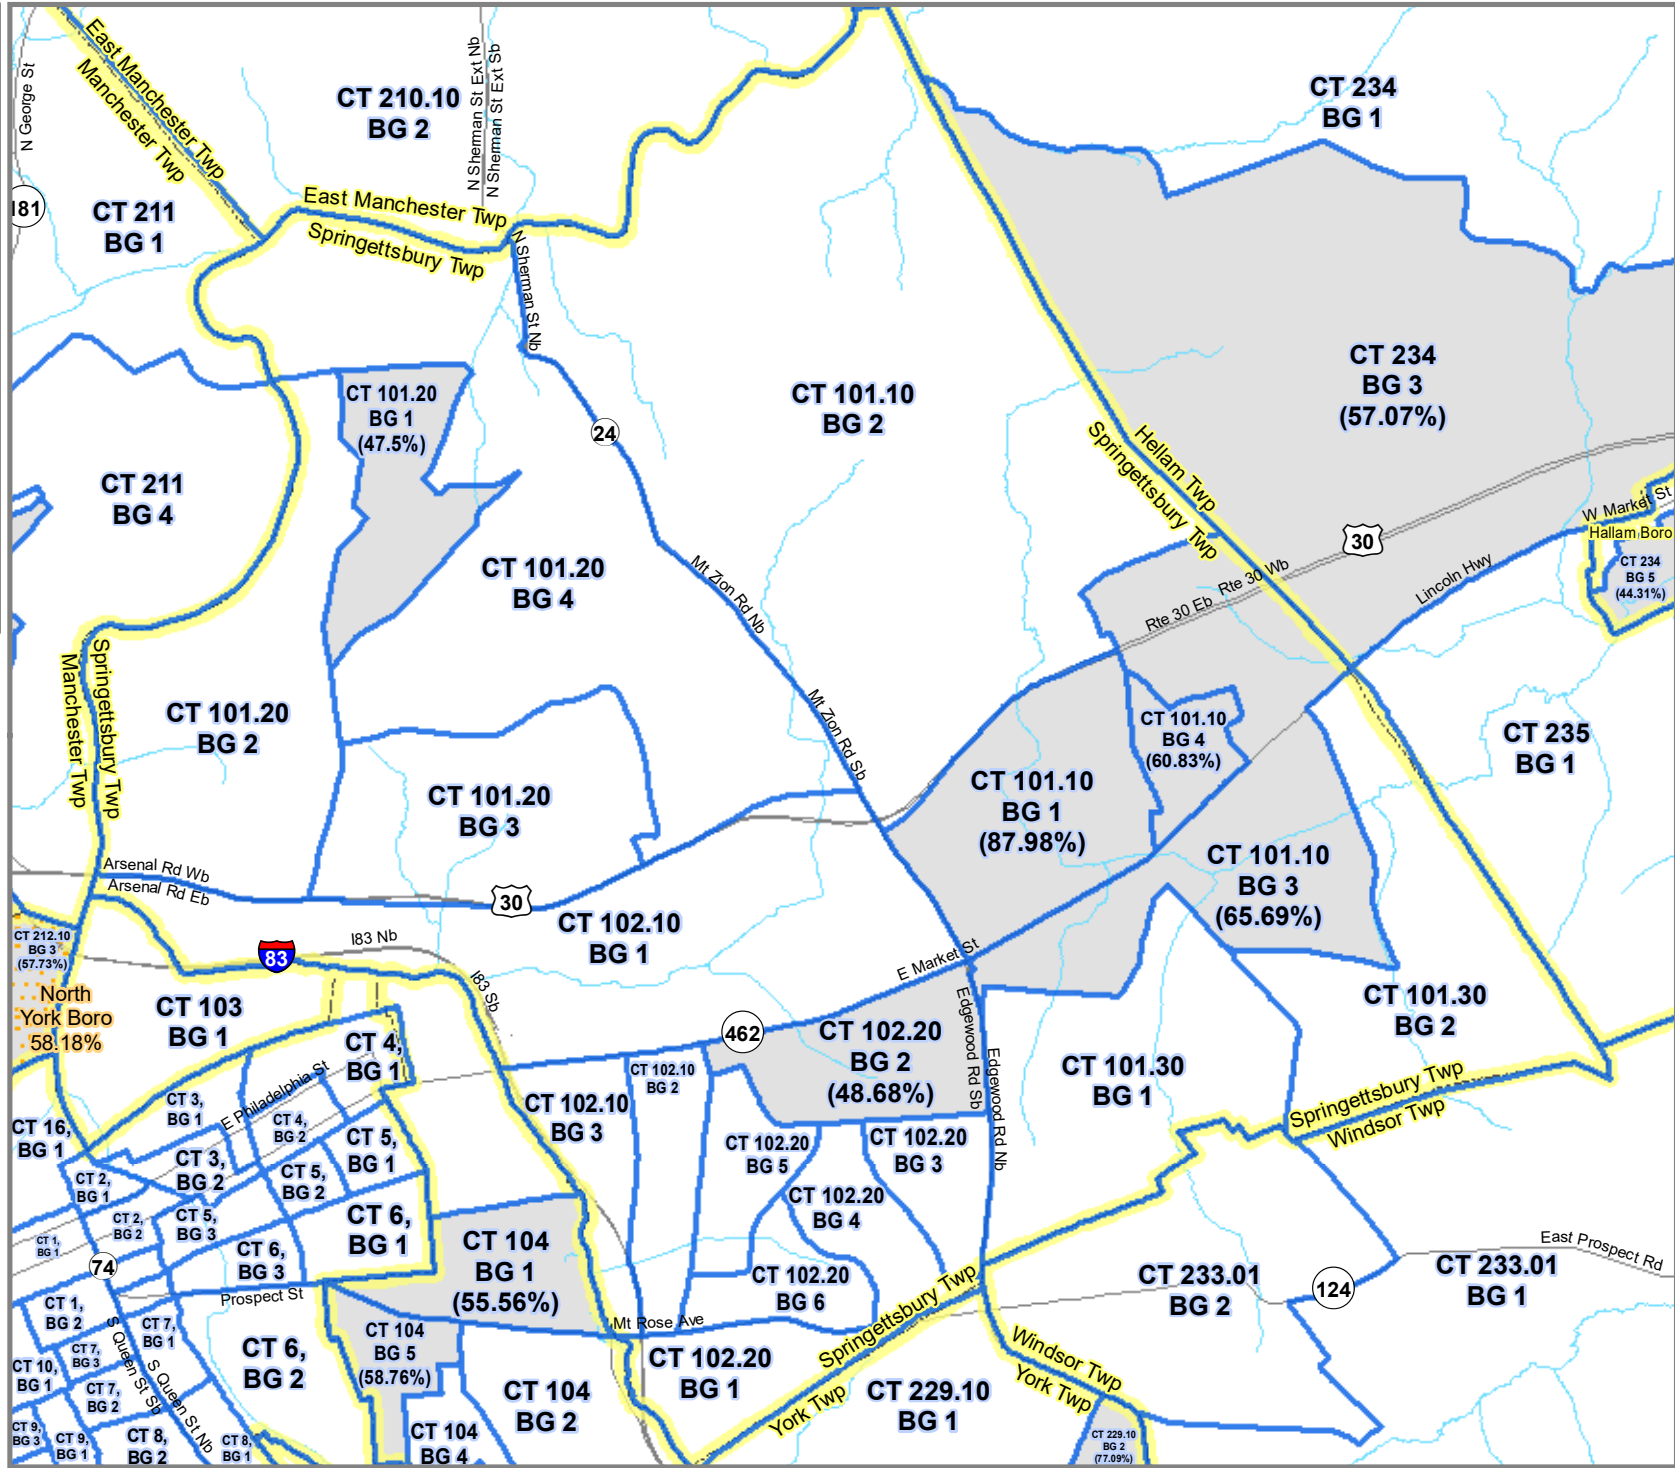 N George St
East Manchester Twp
Manchester Twp
CT 210.10
BG 2
N Sherman St Ext Nb
N Sherman St Ext Sb
CT 234
BG 1
CT 211
BG 1
East Manchester Twp
Springettsbury Twp
N Sherman St Nb
CT 101.20
BG 1
(47.5%)
24
CT 101.10
BG 2
CT 234
BG 3
(57.07%)
Hellam Twp
Springettsbury Twp
CT 211
BG 4
W Market St
Hallam Boro
30
CT 234
BG 5
(44.31%)
CT 101.20
BG 4
Mt Zion Rd Nb
Rte 30 Wb
Rte 30 Eb
Lincoln Hwy
Springettsbury Twp
Manchester Twp
CT 101.20
BG 2
Mt Zion Rd Sb
CT 101.10
BG 4
(60.83%)
CT 235
BG 1
CT 101.20
BG 3
CT 101.10
BG 1
(87.98%)
CT 101.10
BG 3
(65.69%)
Arsenal Rd Wb
Arsenal Rd Eb
30
CT 102.10
BG 1
CT 212.10
BG 3
(57.73%)
I83 Nb
83
I83 Sb
E Market St
North
York Boro
58.18%
CT 103
BG 1
CT 101.30
BG 2
462
CT 102.20
BG 2
(48.68%)
Edgewood Rd Sb
Edgewood Rd Nb
CT 4,
BG 1
CT 102.10
BG 2
CT 101.30
BG 1
E Philadelphia St
CT 3,
BG 1
CT 102.10
BG 3
Springettsbury Twp
Windsor Twp
CT 16,
BG 1
CT 4,
BG 2
CT 5,
BG 1
CT 102.20
BG 5
CT 102.20
BG 3
CT 3,
BG 2
CT 5,
BG 2
CT 2,
BG 1
CT 102.20
BG 4
CT 2,
BG 2
CT 5,
BG 3
CT 6,
BG 1
CT 1,
BG 1
CT 104
BG 1
(55.56%)
74
CT 6,
BG 3
East Prospect Rd
CT 102.20
BG 6
CT 233.01
BG 2
124
CT 233.01
BG 1
Prospect St
CT 1,
BG 2
Mt Rose Ave
Springettsbury Twp
York Twp
CT 7,
BG 1
CT 104
BG 5
(58.76%)
CT 6,
BG 2
S Queen St Sb
S Queen St Nb
CT 7,
BG 3
CT 10,
BG 1
CT 102.20
BG 1
Windsor Twp
York Twp
CT 7,
BG 2
CT 104
BG 2
CT 229.10
BG 1
CT 9,
BG 3
CT 9,
BG 1
CT 8,
BG 2
CT 8,
BG 1
CT 104
BG 4
CT 229.10
BG 2
(77.09%)